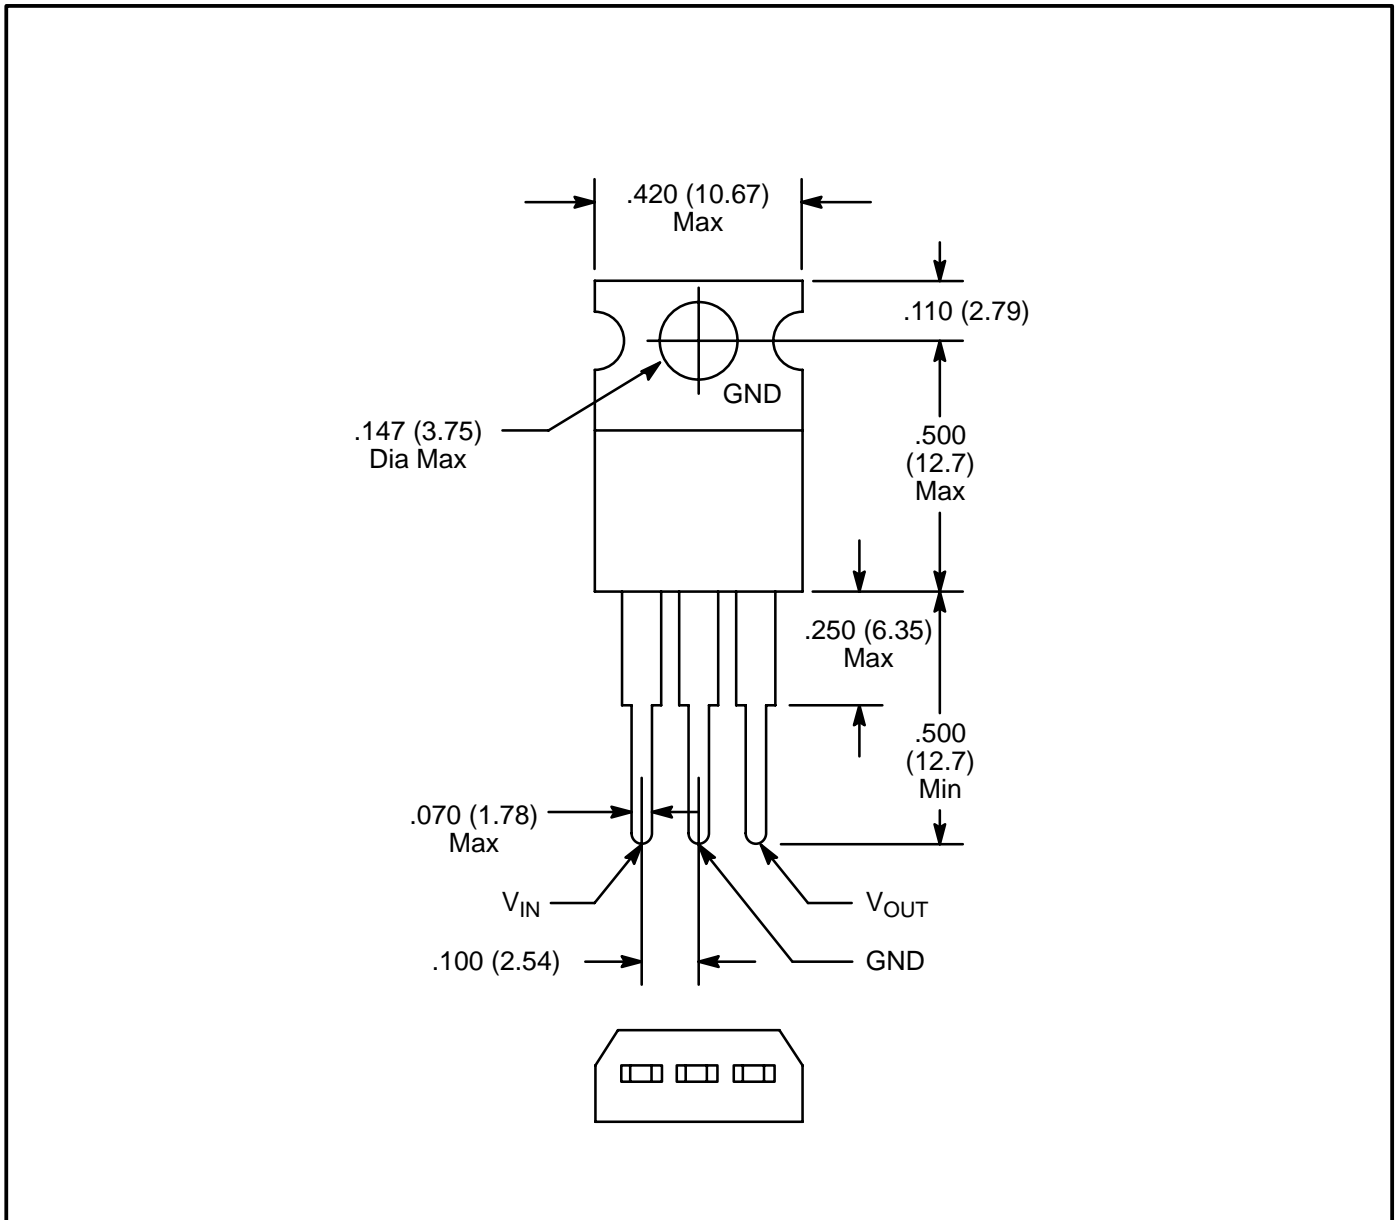 .420 (10.67)
Max
.110 (2.79)
GND
.147 (3.75)
Dia Max
.500
(12.7)
Max
.250 (6.35)
Max
.500
(12.7)
Min
.070 (1.78)
Max
VIN
VOUT
.100 (2.54)
GND